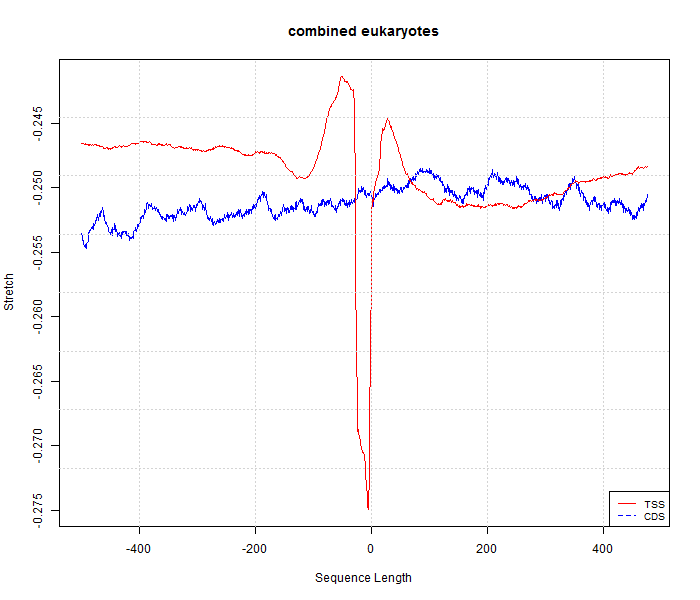 combined eukaryotes
Stretch
-0.245
-0.250
-0.255
-0.260
-0.265
-0.270
-0.275
-400
-200
0
200
400
Sequence Length
TSS
CDS